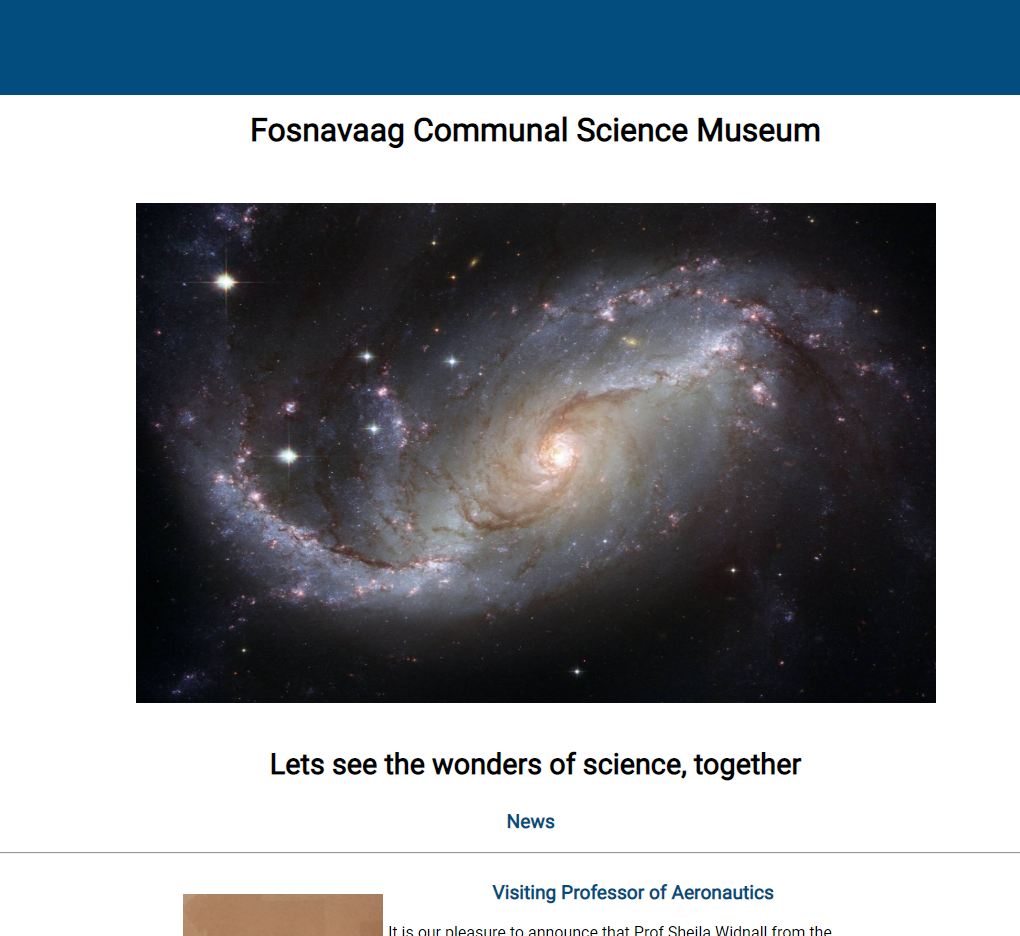 Fosnavaag Communal Science Museum
Lets see the wonders of science, together
News
Visiting Professor of Aeronautics
It is our pleasure to announce that Prof Sheila Widnall from the